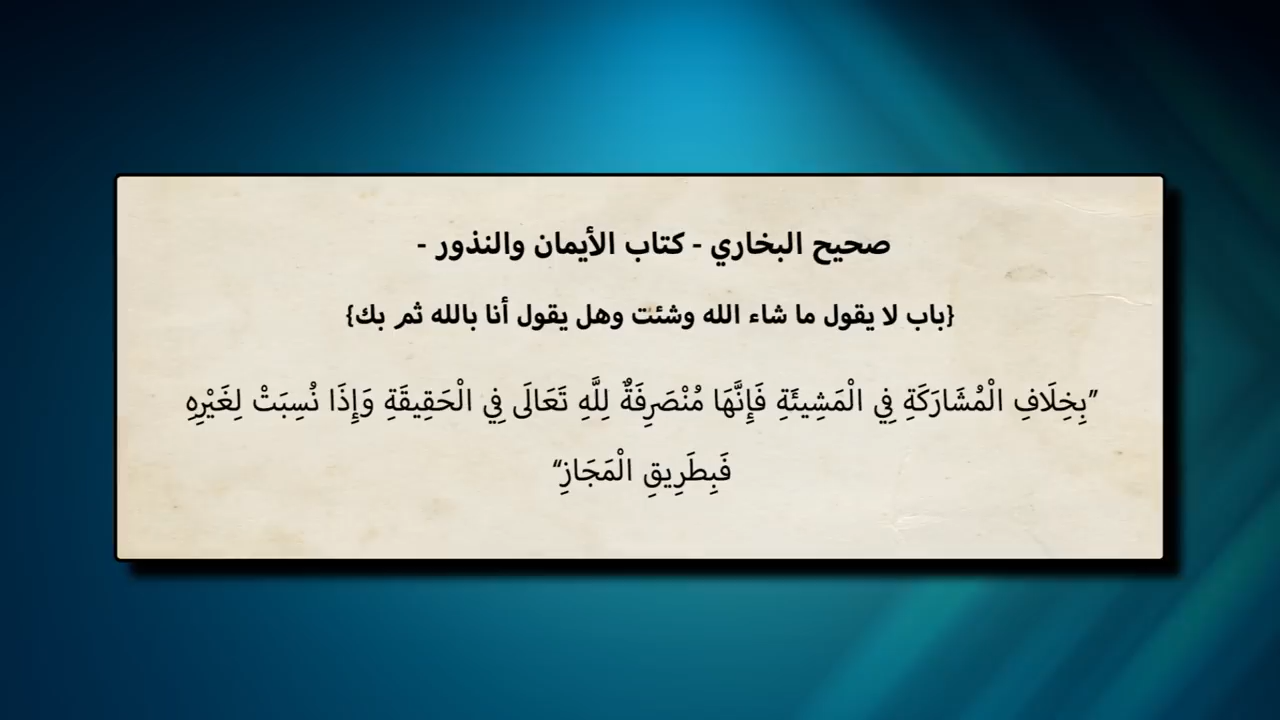 صحيح البخاري - كتاب الأيمان والنذور -
{باب لا يقول ما شاء الله وشئت وهل يقول أنا بالله ثم بك}
”بِخِلَافِ الْمُشَارَكَةِ فِي الْمَشِيئَةِ فَإِنَّهَا مُنْصَرِفَةٌ لِلَّهِ تَعَالَى فِي الْحَقِيقَةِ وَإِذَا نُسِبَتْ لِغَيْرِهِ
فَبِطَرِيقِ الْمَجَازِ“